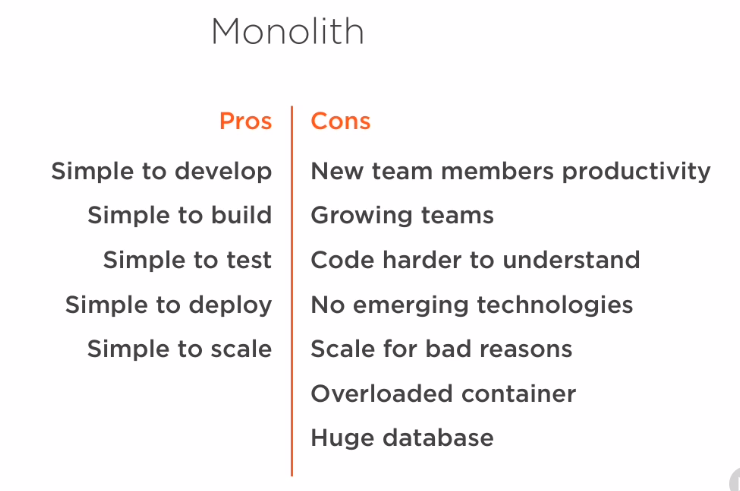 Monolith
Pros
Simple to develop
Simple to build
Simple to test
Simple to deploy
Simple to scale
Cons
New team members productivity
Growing teams
Code harder to understand
No emerging technologies
Scale for bad reasons
Overloaded container
Huge database